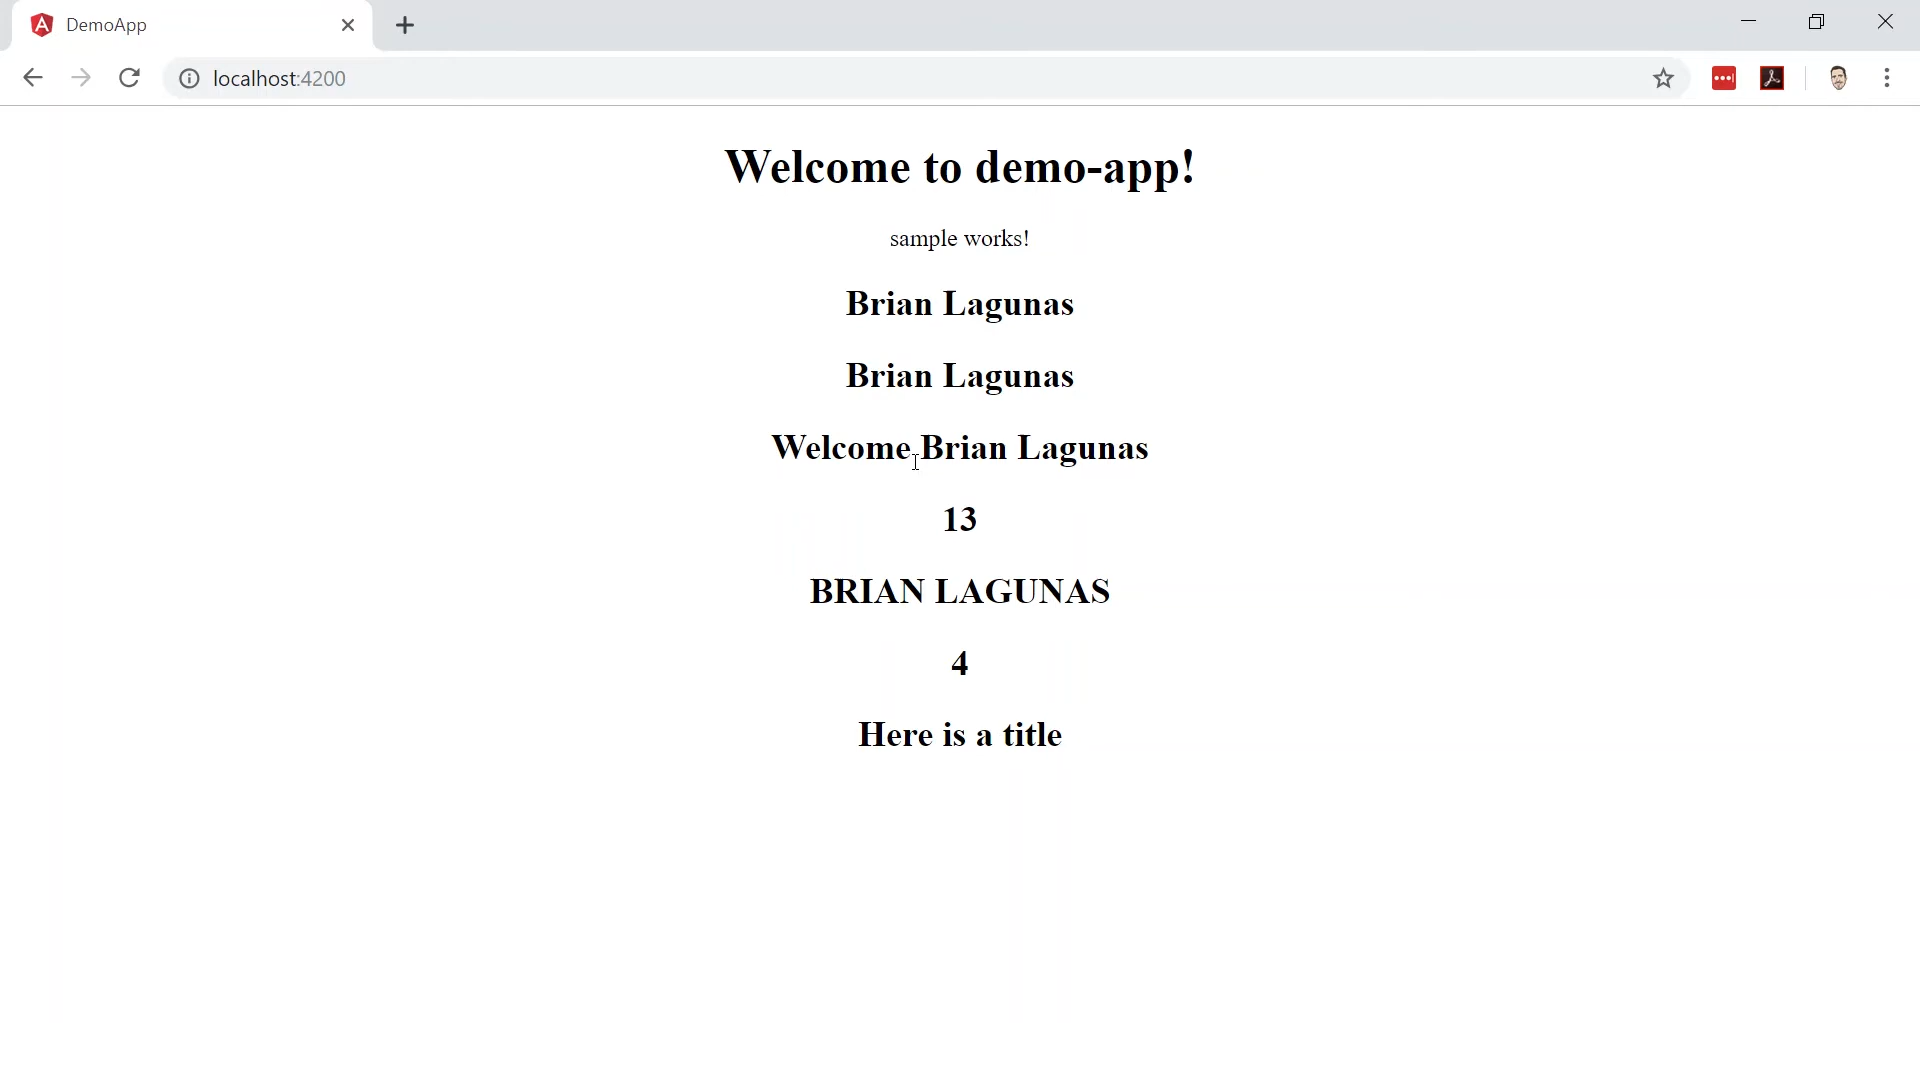 DemoApp
localhost:4200
Welcome to demo-app!
sample works!
Brian Lagunas
Brian Lagunas
Welcome Brian Lagunas
13
BRIAN LAGUNAS
4
Here is a title